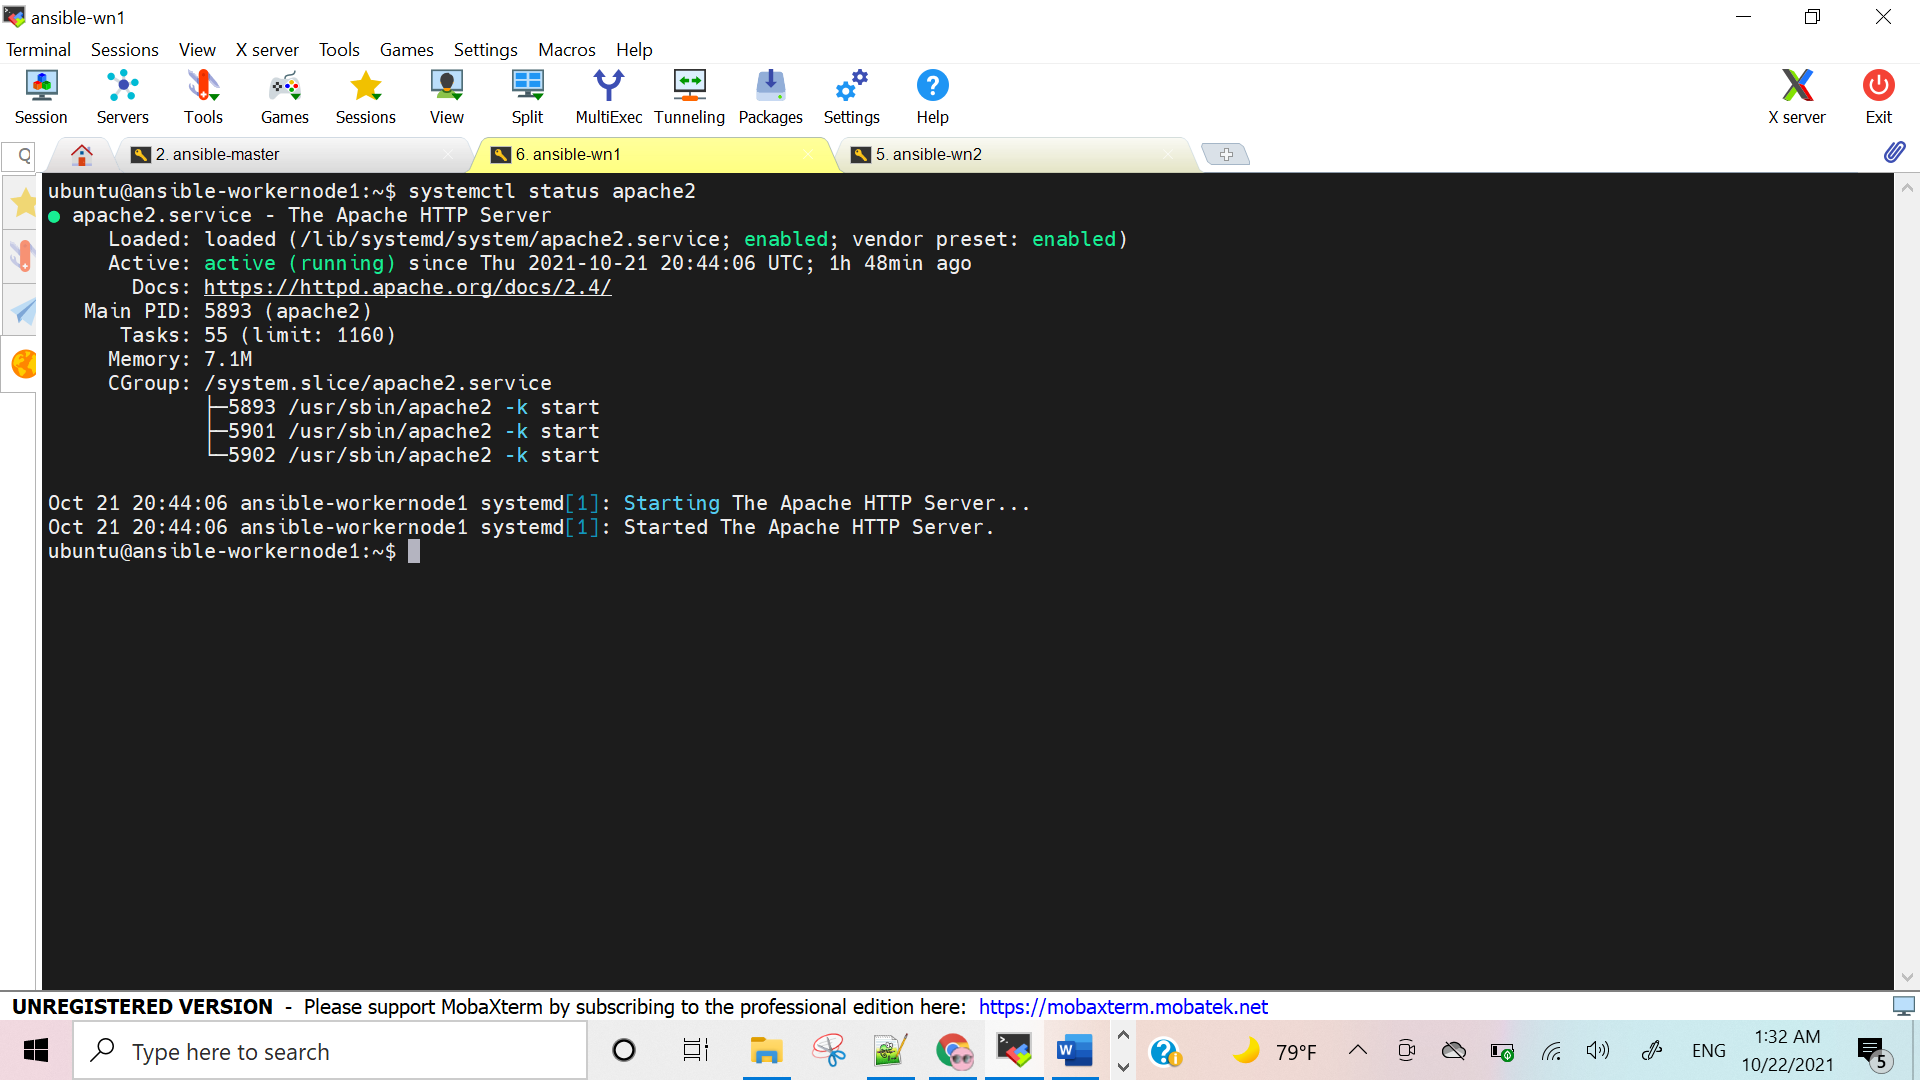 ansible-wn1
Terminal Sessions View X server Tools Games Settings Macros Help
Session Servers Tools Games Sessions View Split MultiExec Tunneling Packages Settings Help X server Exit
2. ansible-master 6. ansible-wn1 5. ansible-wn2
ubuntu@ansible-workernode1:~$ systemctl status apache2
● apache2.service - The Apache HTTP Server
Loaded: loaded (/lib/systemd/system/apache2.service; enabled; vendor preset: enabled)
Active: active (running) since Thu 2021-10-21 20:44:06 UTC; 1h 48min ago
Docs: https://httpd.apache.org/docs/2.4/
Main PID: 5893 (apache2)
Tasks: 55 (limit: 1160)
Memory: 7.1M
CGroup: /system.slice/apache2.service
├─5893 /usr/sbin/apache2 -k start
├─5901 /usr/sbin/apache2 -k start
└─5902 /usr/sbin/apache2 -k start
Oct 21 20:44:06 ansible-workernode1 systemd[1]: Starting The Apache HTTP Server...
Oct 21 20:44:06 ansible-workernode1 systemd[1]: Started The Apache HTTP Server.
ubuntu@ansible-workernode1:~$
UNREGISTERED VERSION - Please support MobaXterm by subscribing to the professional edition here: https://mobaxterm.mobatek.net
Type here to search
79°F
ENG
1:32 AM
10/22/2021
5